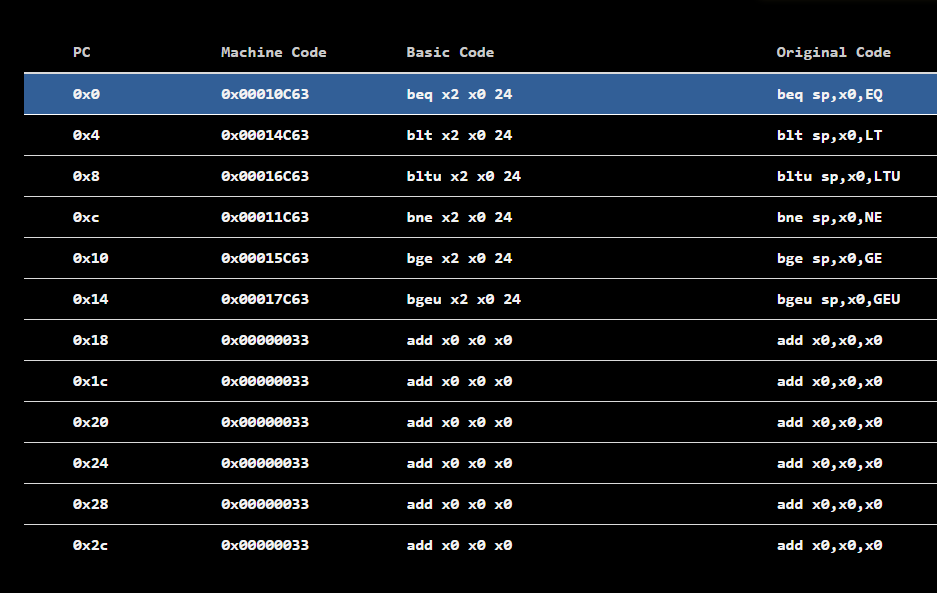 PC Machine Code Basic Code Original Code
0x0 0x00010C63 beq x2 x0 24 beq sp,x0,EQ
0x4 0x00014C63 blt x2 x0 24 blt sp,x0,LT
0x8 0x00016C63 bltu x2 x0 24 bltu sp,x0,LTU
0xc 0x00011C63 bne x2 x0 24 bne sp,x0,NE
0x10 0x00015C63 bge x2 x0 24 bge sp,x0,GE
0x14 0x00017C63 bgeu x2 x0 24 bgeu sp,x0,GEU
0x18 0x00000033 add x0 x0 x0 add x0,x0,x0
0x1c 0x00000033 add x0 x0 x0 add x0,x0,x0
0x20 0x00000033 add x0 x0 x0 add x0,x0,x0
0x24 0x00000033 add x0 x0 x0 add x0,x0,x0
0x28 0x00000033 add x0 x0 x0 add x0,x0,x0
0x2c 0x00000033 add x0 x0 x0 add x0,x0,x0